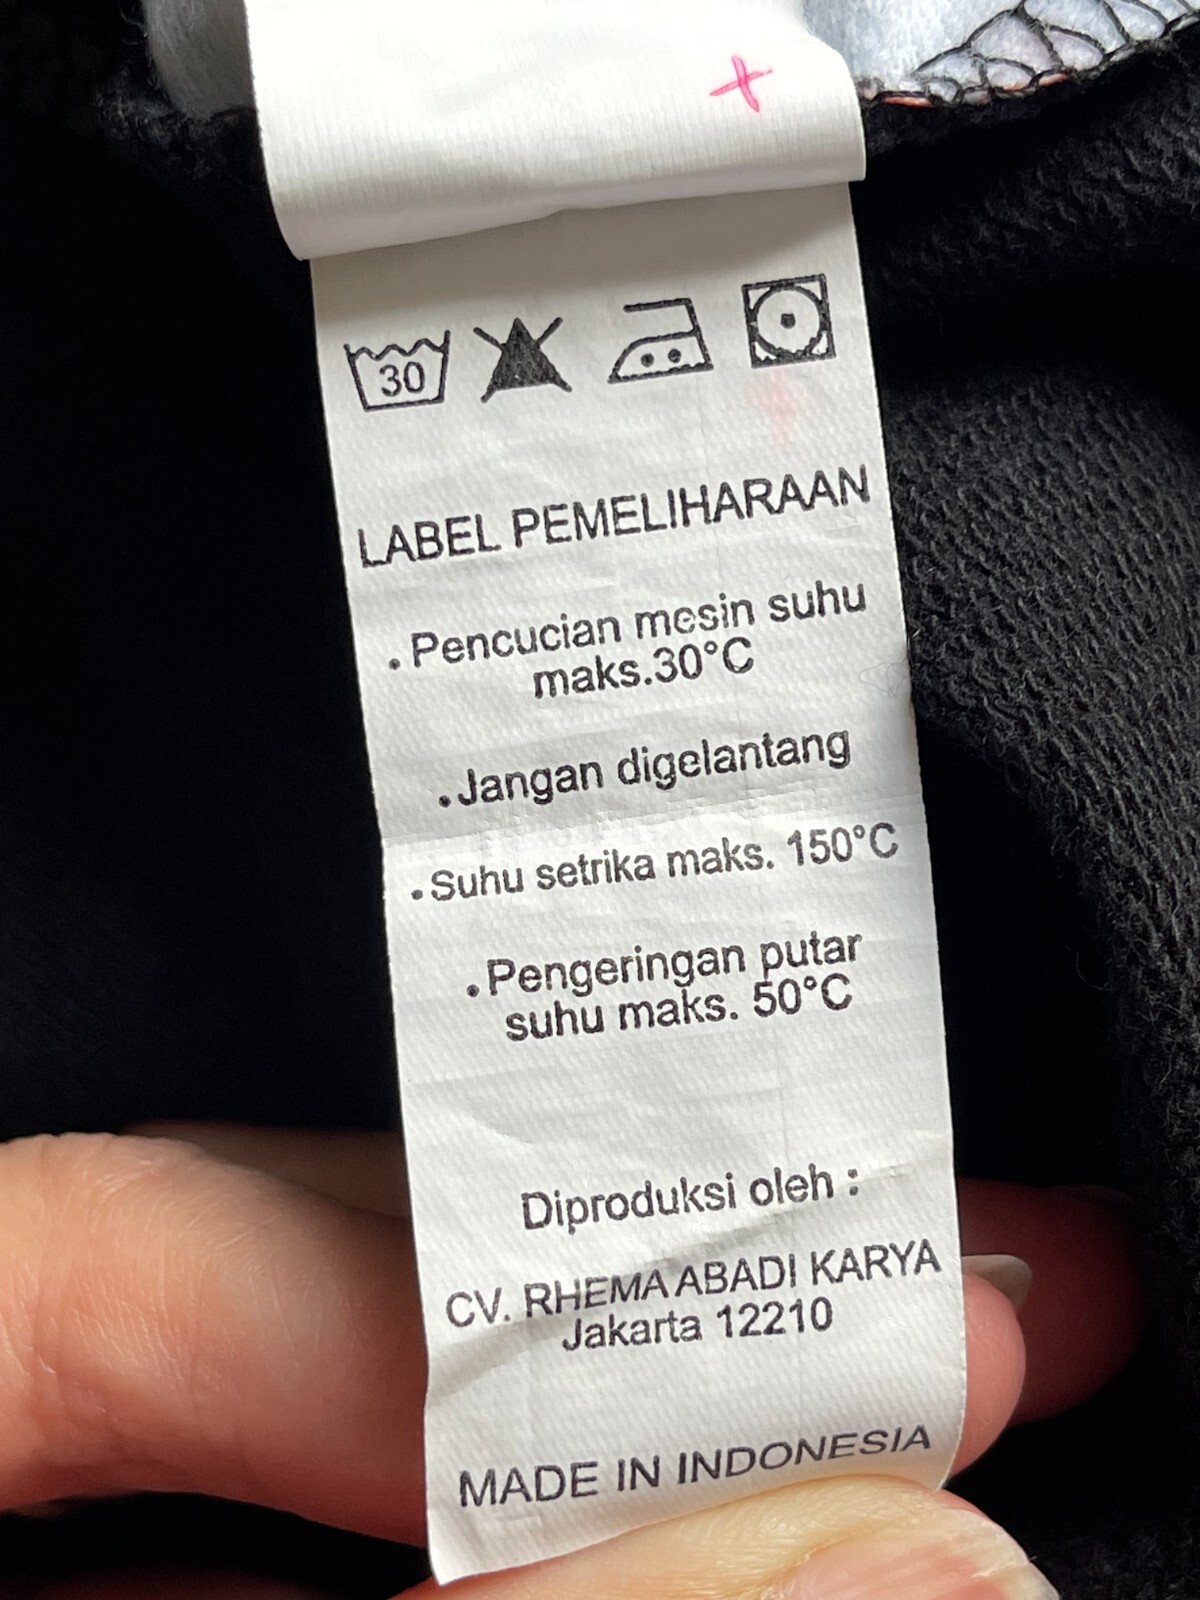 30
LABEL PEMELIHARAAN
.Pencucian mesin suhu
maks.30°C
.Jangan digelantang
.Suhu setrika maks. 150°C
.Pengeringan putar
suhu maks. 50°C
Diproduksi oleh :
CV. RHEMA ABADI KARYA
Jakarta 12210
MADE IN INDONESIA